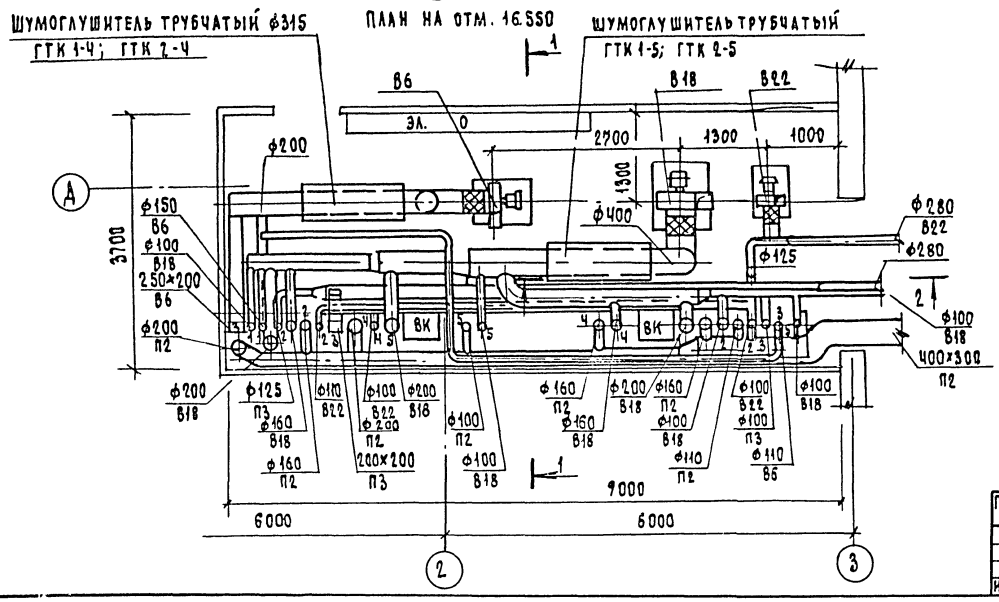 ШУМОГЛУШИТЕЛЬ ТРУБЧАТЫЙ ф315
ГТК 1-4; ГТК 2-4
ПЛАН НА ОТМ. 16.550
1
ШУМОГЛУШИТЕЛЬ ТРУБЧАТЫЙ
ГТК 1-5; ГТК 2-5
В6
В18
В22
ЭЛ. О
2700
1300
1000
1300
ф200
А
3700
ф150
В6
ф100
В18
250×200
В6
ф200
П2
ф400
ф125
ф280
В22
ф280
2
ф100
В18
400×300
П2
ВК
ВК
ф200
В18
ф125
П3
ф160
В18
ф160
П2
ф110
В22
ф100
В22
ф200
П2
200×200
П3
ф200
В18
ф100
П2
ф100
В18
ф160
П2
ф160
В18
ф200
В18
ф160
П2
ф100
В18
ф110
П2
ф100
В22
ф100
П3
ф110
В6
ф100
В18
1
9000
6000
6000
2
3